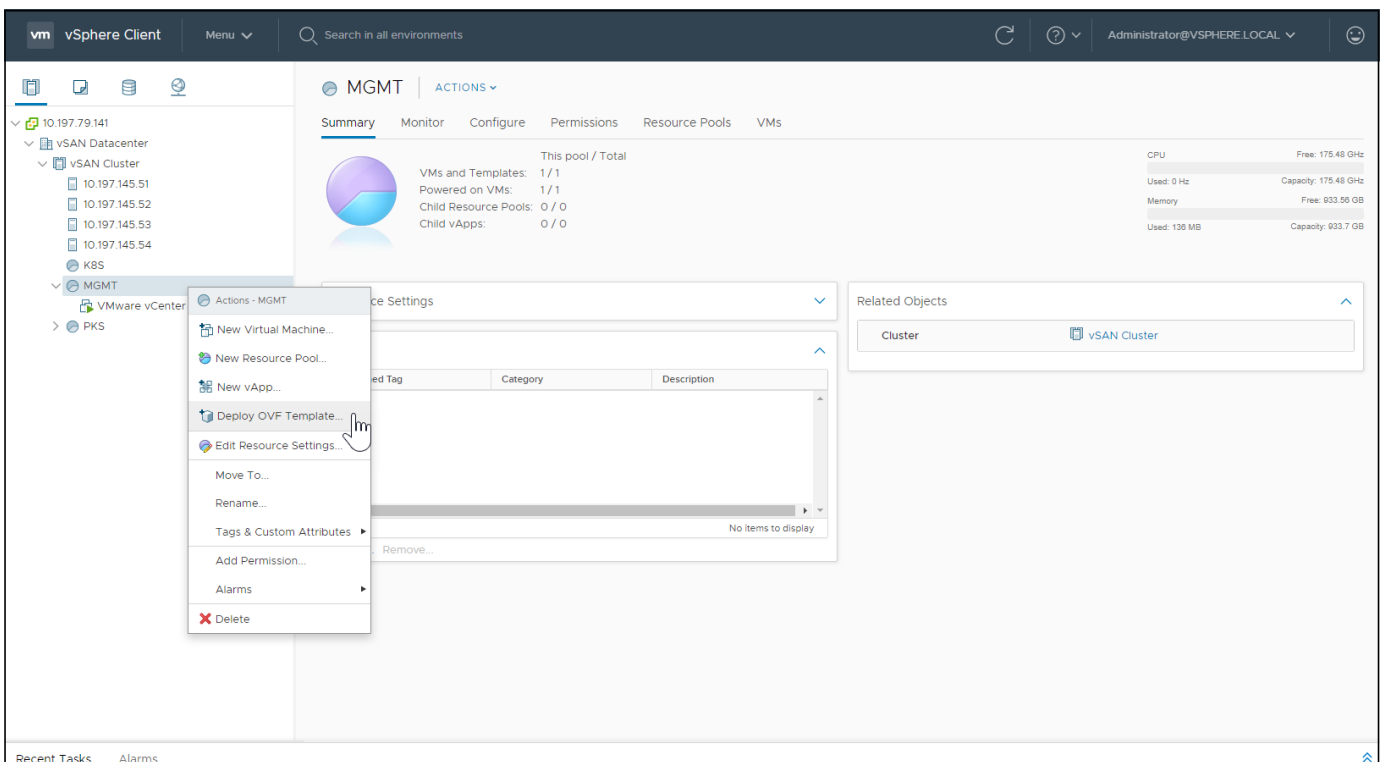 vm vSphere Client Menu Search in all environments Administrator@VSPHERE.LOCAL
MGMT ACTIONS
10.197.79.141
vSAN Datacenter
vSAN Cluster
10.197.145.51
10.197.145.52
10.197.145.53
10.197.145.54
K8S
MGMT
VMware vCenter
PKS
Summary Monitor Configure Permissions Resource Pools VMs
This pool / Total
VMs and Templates: 1 / 1
Powered on VMs: 1 / 1
Child Resource Pools: 0 / 0
Child vApps: 0 / 0
CPU Free: 175.48 GHz
Used: 0 Hz Capacity: 175.48 GHz
Memory Free: 933.56 GB
Used: 136 MB Capacity: 933.7 GB
Actions - MGMT
New Virtual Machine...
New Resource Pool...
New vApp...
Deploy OVF Template...
Edit Resource Settings...
Move To...
Rename...
Tags & Custom Attributes
Add Permission...
Alarms
Delete
ce Settings
ed Tag Category Description
No items to display
Remove...
Related Objects
Cluster vSAN Cluster
Recent Tasks Alarms